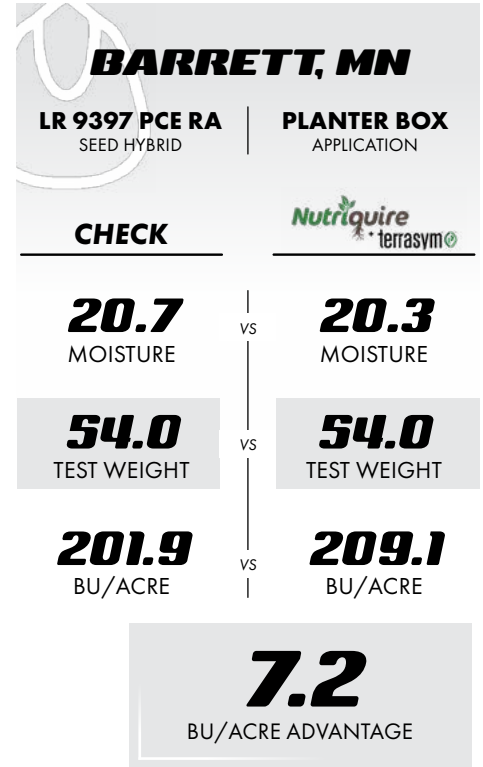 BARRETT, MN
LR 9397 PCE RA
SEED HYBRID
PLANTER BOX
APPLICATION
CHECK
Nutriquire
+ terrasym
20.7
MOISTURE
vs
20.3
MOISTURE
54.0
TEST WEIGHT
vs
54.0
TEST WEIGHT
201.9
BU/ACRE
vs
209.1
BU/ACRE
7.2
BU/ACRE ADVANTAGE